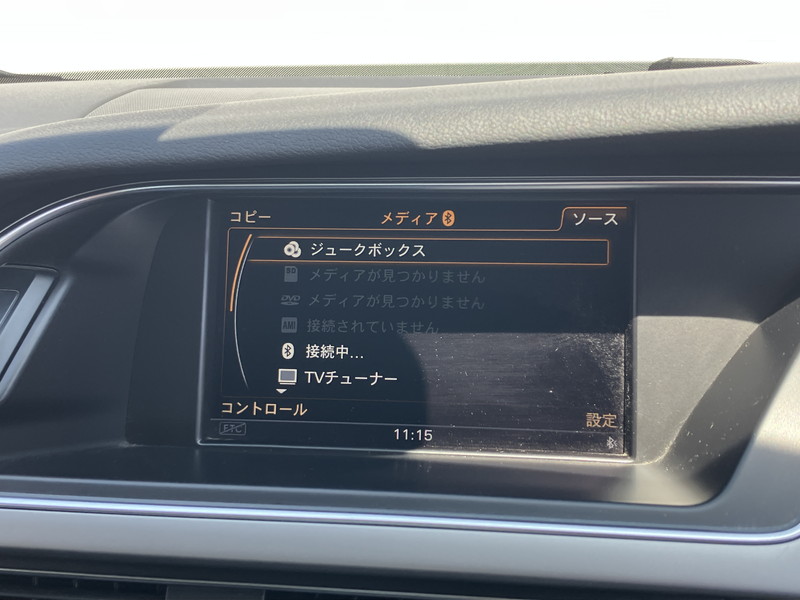 コピー メディア ソース
ジュークボックス
SD メディアが見つかりません
DVD メディアが見つかりません
AMI 接続されていません
接続中...
TVチューナー
コントロール 設定
ETC 11:15